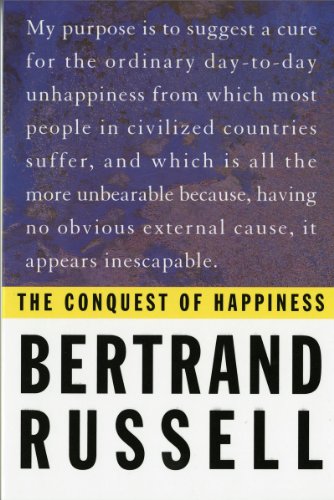 My purpose is to suggest a cure
for the ordinary day-to-day
unhappiness from which most
people in civilized countries
suffer, and which is all the
more unbearable because, having
no obvious external cause, it
appears inescapable.
THE CONQUEST OF HAPPINESS
BERTRAND
RUSSELL